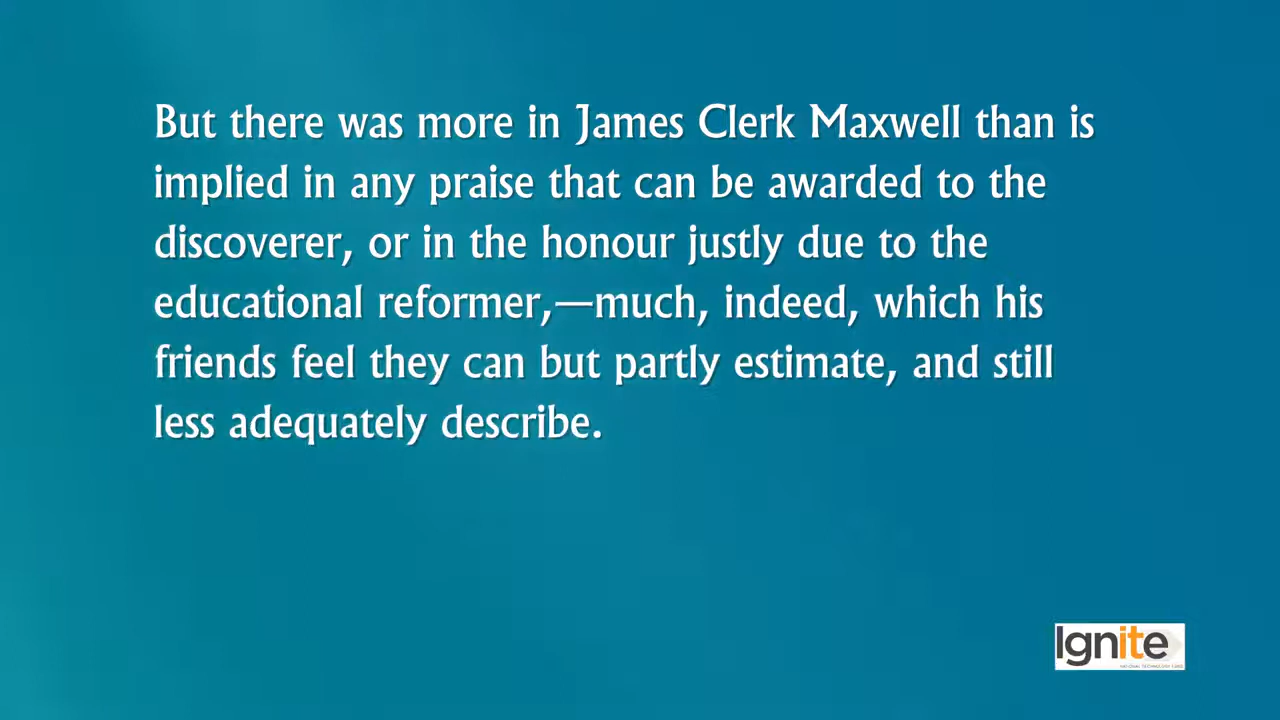 But there was more in James Clerk Maxwell than is
implied in any praise that can be awarded to the
discoverer, or in the honour justly due to the
educational reformer,—much, indeed, which his
friends feel they can but partly estimate, and still
less adequately describe.
Ignite